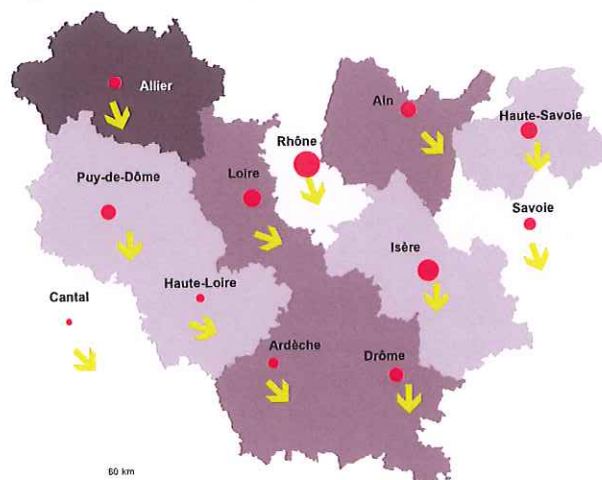 Allier
Ain
Haute-Savoie
Rhône
Puy-de-Dôme
Loire
Savoie
Isère
Haute-Loire
Cantal
Ardèche
Drôme
60 km